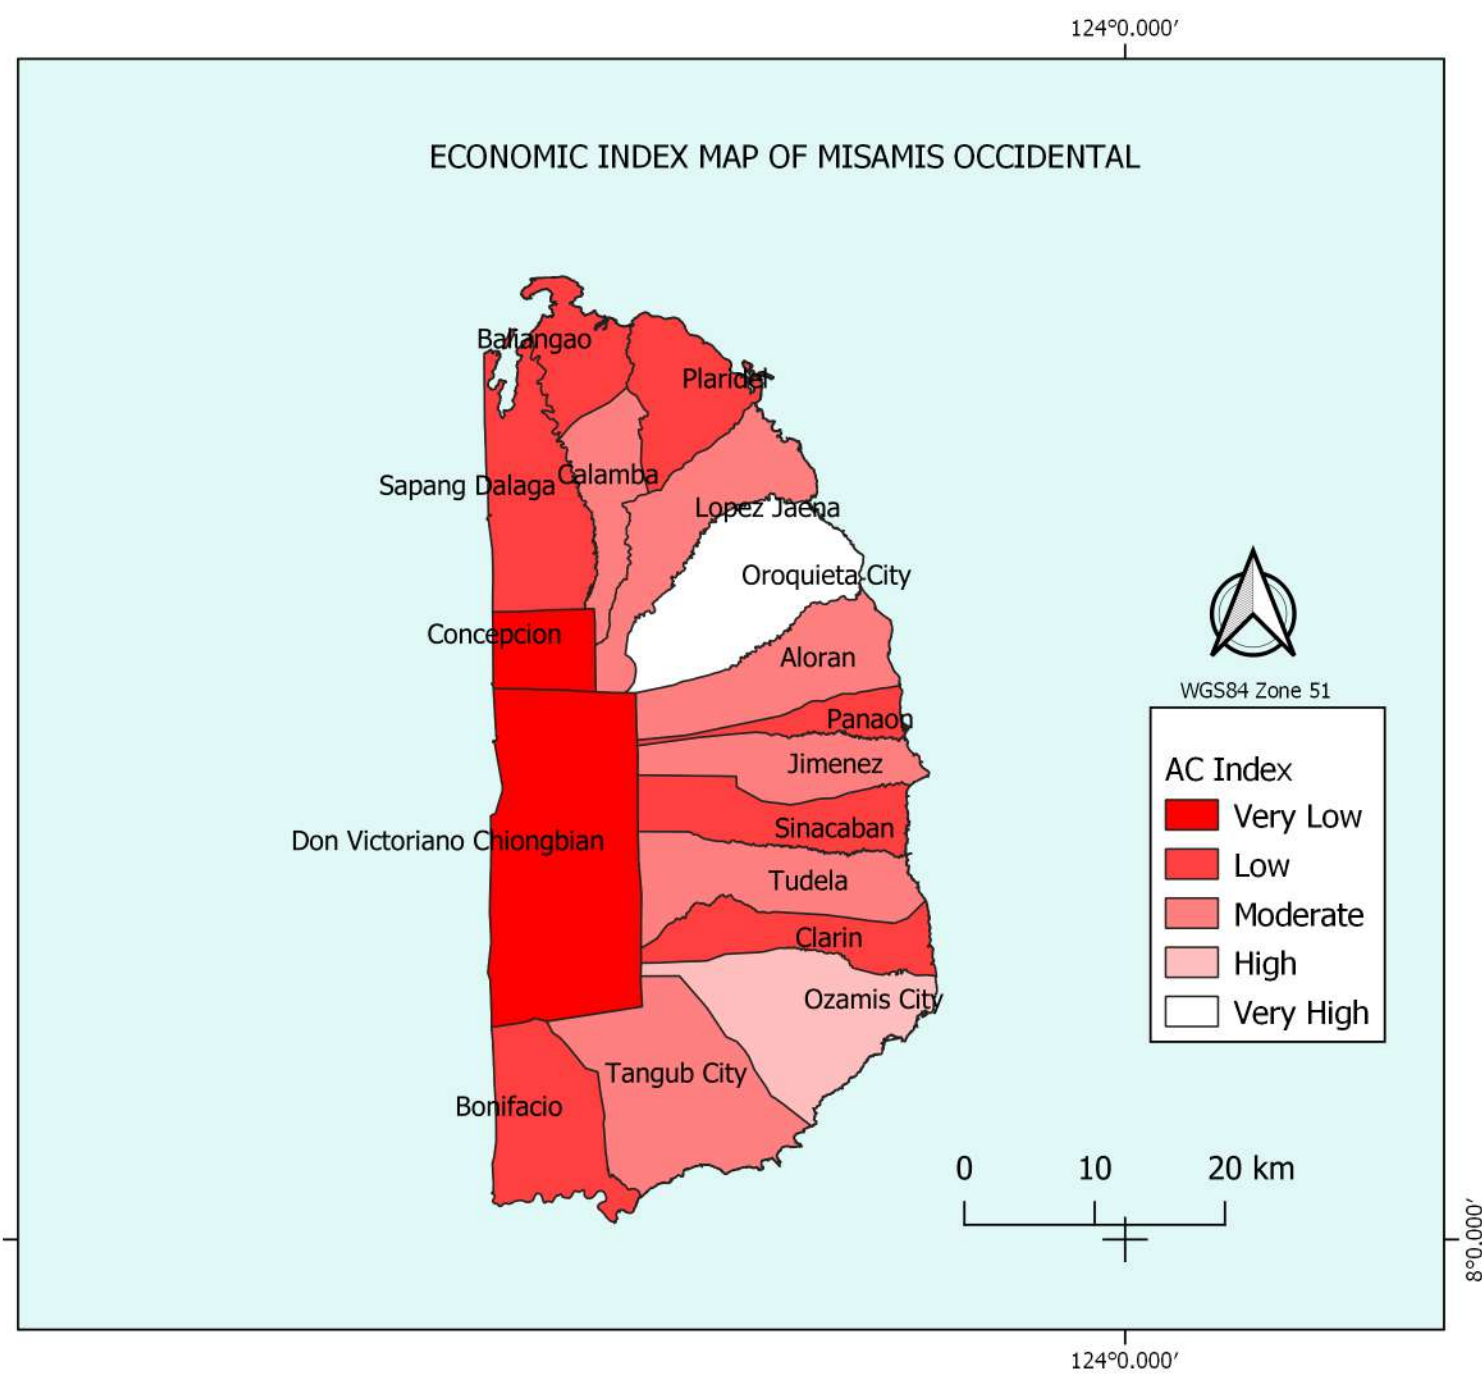 124°0.000′
ECONOMIC INDEX MAP OF MISAMIS OCCIDENTAL
Baliangao
Plaridel
Calamba
Sapang Dalaga
Lopez Jaena
Oroquieta City
Concepcion
Aloran
WGS84 Zone 51
Panaon
Jimenez
AC Index
Very Low
Sinacaban
Don Victoriano Chiongbian
Low
Tudela
Moderate
Clarin
High
Ozamis City
Very High
Tangub City
Bonifacio
0 10 20 km
8°0.000′
124°0.000′